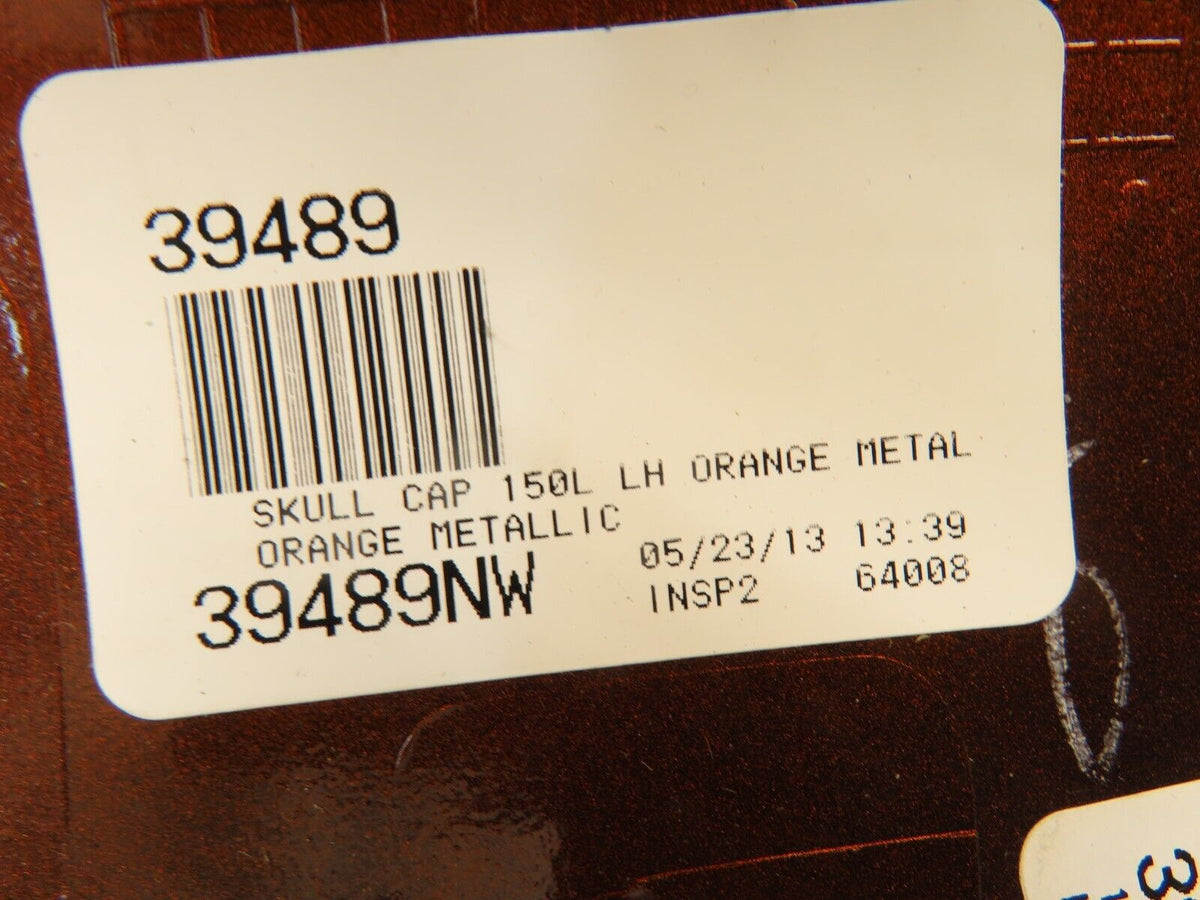 39489
SKULL CAP 150L LH ORANGE METAL
ORANGE METALLIC
39489NW
05/23/13 13:39
INSP2 64008